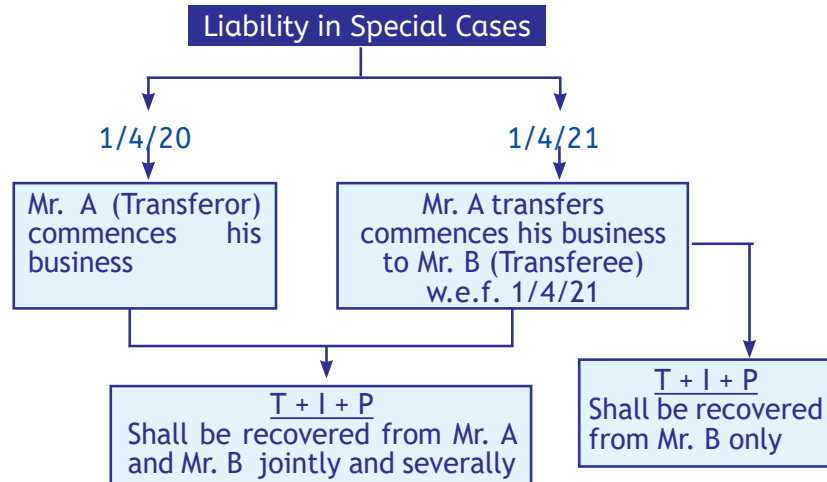 Liability in Special Cases
1/4/20
1/4/21
Mr. A (Transferor)
commences his
business
Mr. A transfers
commences his business
to Mr. B (Transferee)
w.e.f. 1/4/21
T + I + P
Shall be recovered from Mr. A
and Mr. B jointly and severally
T + I + P
Shall be recovered
from Mr. B only